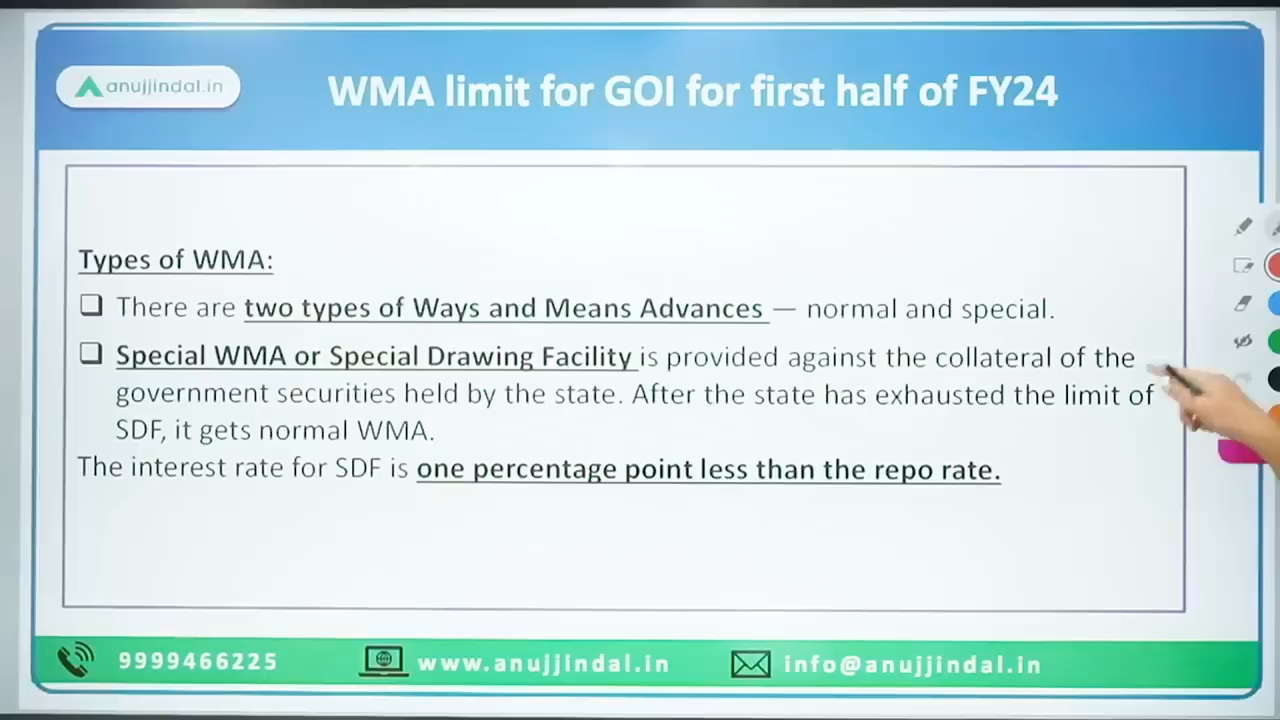 anujjindal.in
WMA limit for GOI for first half of FY24
Types of WMA:
❑ There are two types of Ways and Means Advances — normal and special.
❑ Special WMA or Special Drawing Facility is provided against the collateral of the
government securities held by the state. After the state has exhausted the limit of
SDF, it gets normal WMA.
The interest rate for SDF is one percentage point less than the repo rate.
9999466225
www.anujjindal.in
info@anujjindal.in